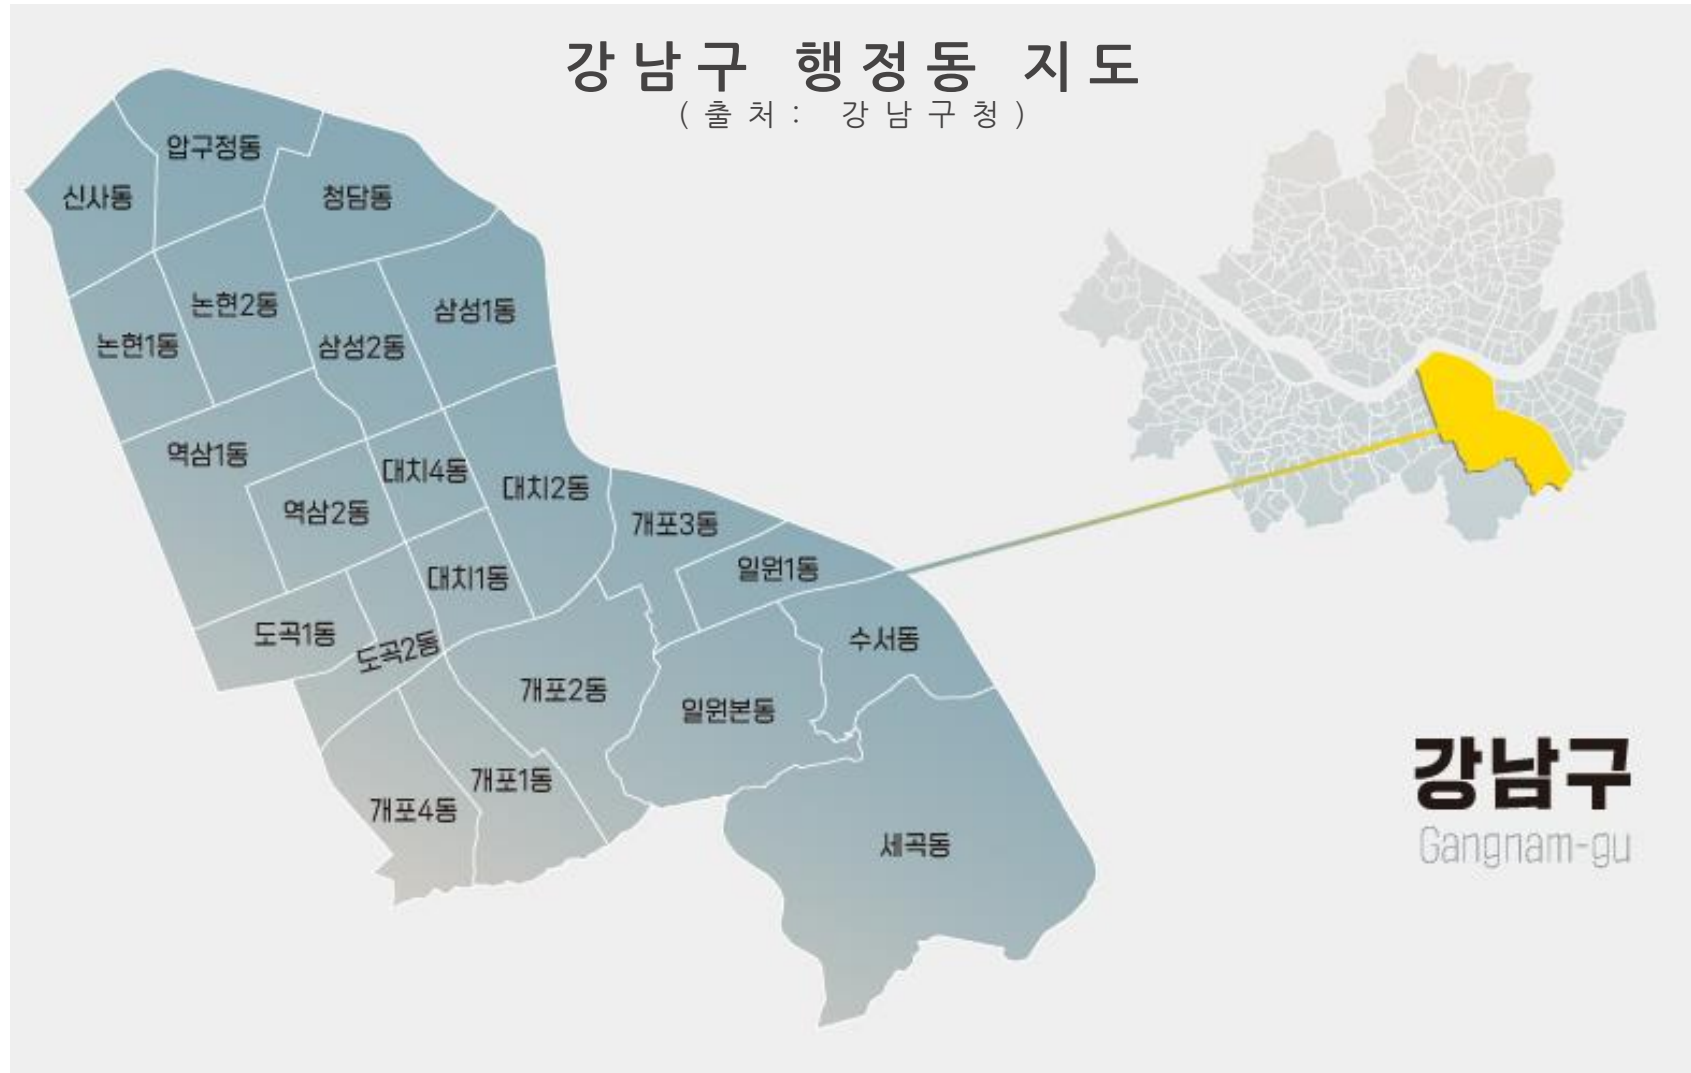 강남구 행정동 지도
(출처: 강남구청)
압구정동
신사동
청담동
논현2동
삼성1동
논현1동
삼성2동
역삼1동
대치4동
대치2동
역삼2동
개포3동
일원1동
대치1동
도곡1동
도곡2동
수서동
개포2동
일원본동
개포1동
개포4동
세곡동
강남구
Gangnam-gu